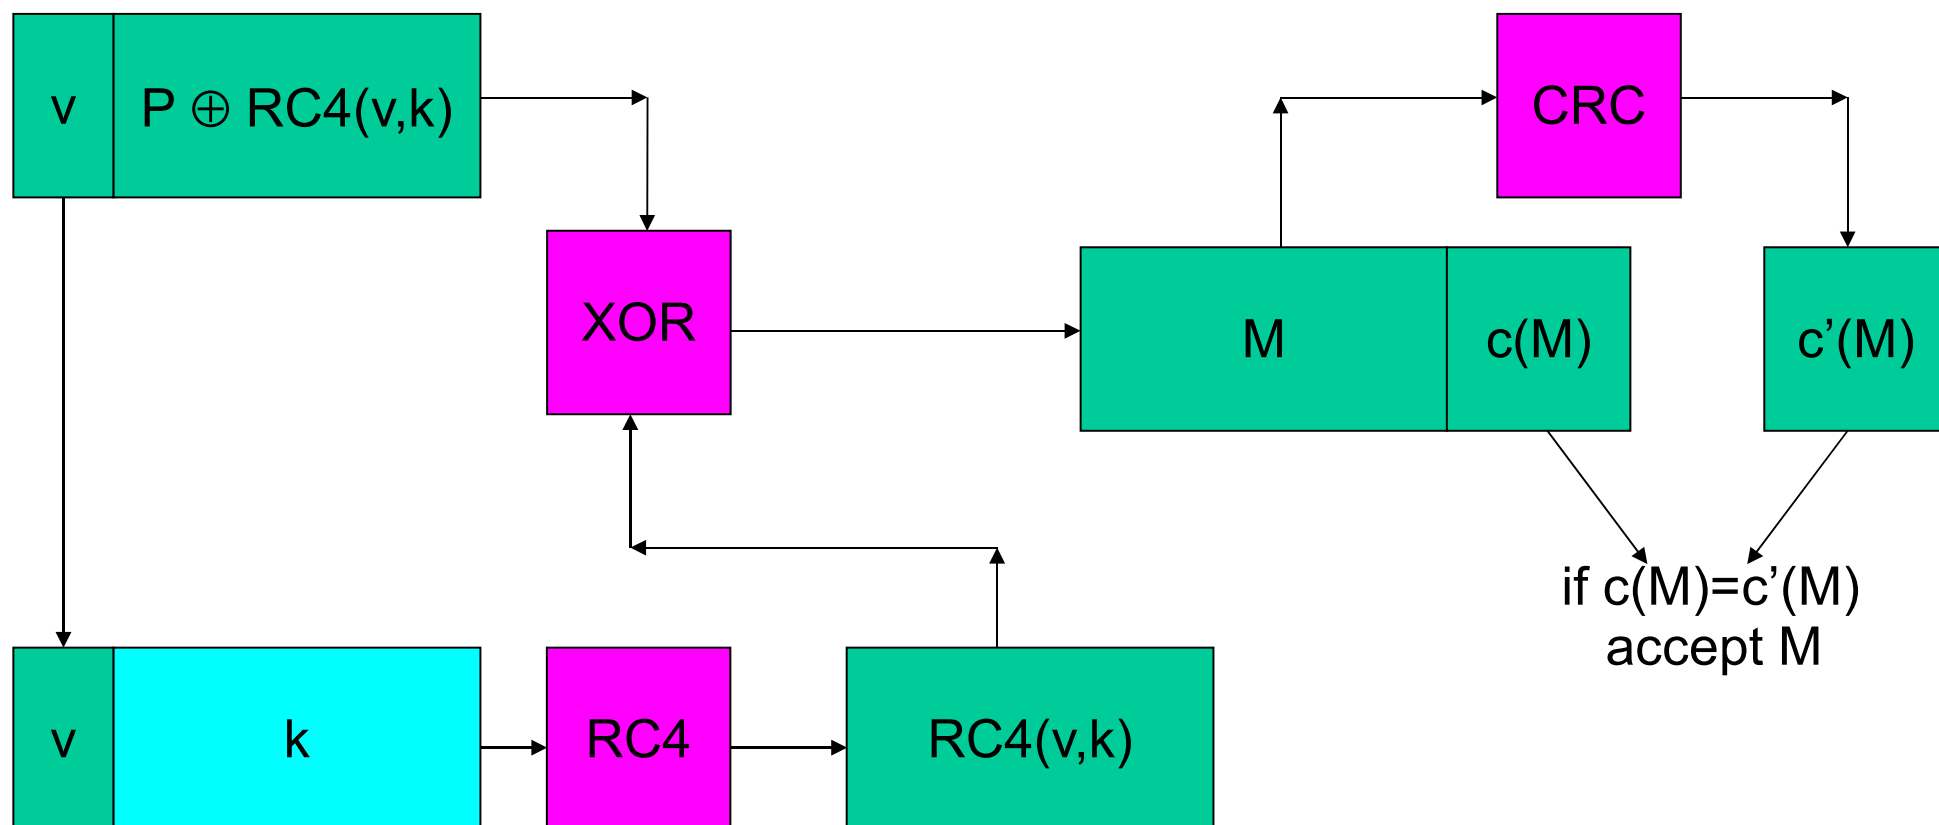 v
P ⊕ RC4(v,k)
CRC
XOR
M
c(M)
c’(M)
if c(M)=c’(M)
accept M
v
k
RC4
RC4(v,k)